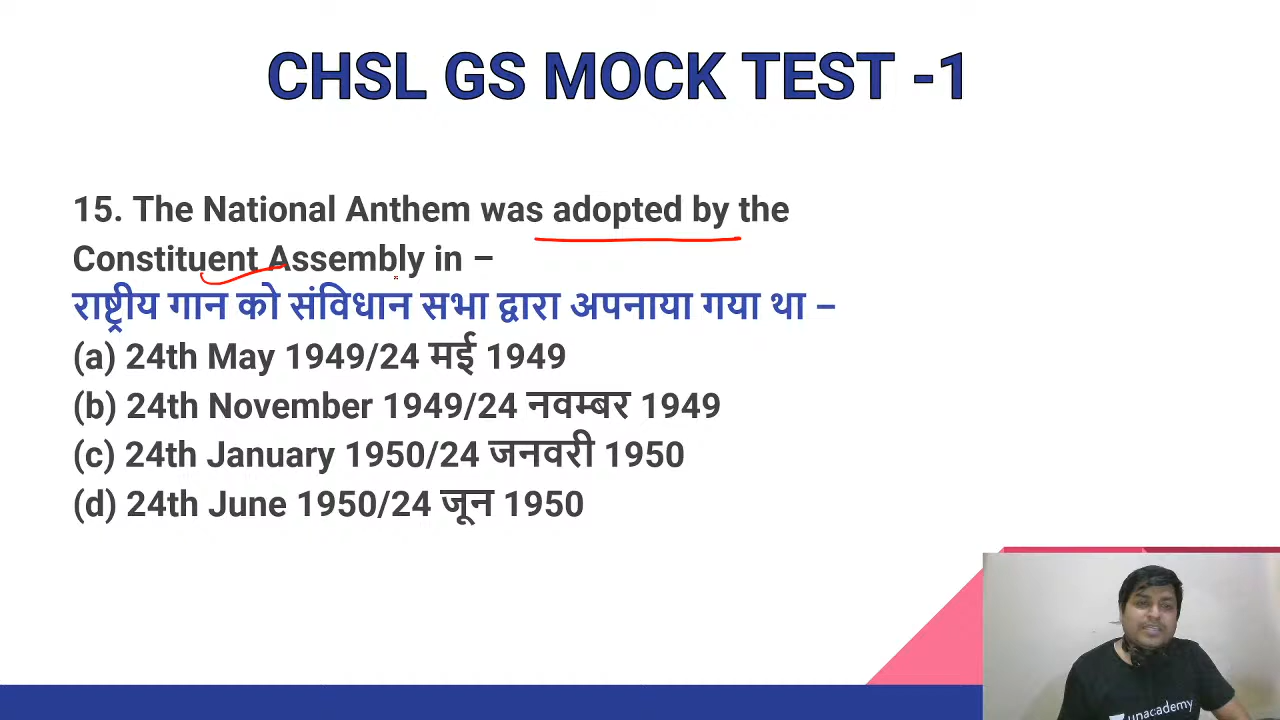 CHSL GS MOCK TEST -1
15. The National Anthem was adopted by the
Constituent Assembly in –
राष्ट्रीय गान को संविधान सभा द्वारा अपनाया गया था –
(a) 24th May 1949/24 मई 1949
(b) 24th November 1949/24 नवम्बर 1949
(c) 24th January 1950/24 जनवरी 1950
(d) 24th June 1950/24 जून 1950
unacademy